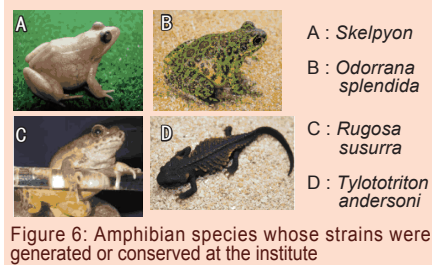 A
B
C
D
A : Skelpyon
B : Odorrana
splendida
C : Rugosa
susurra
D : Tylototriton
andersoni
Figure 6: Amphibian species whose strains were
generated or conserved at the institute